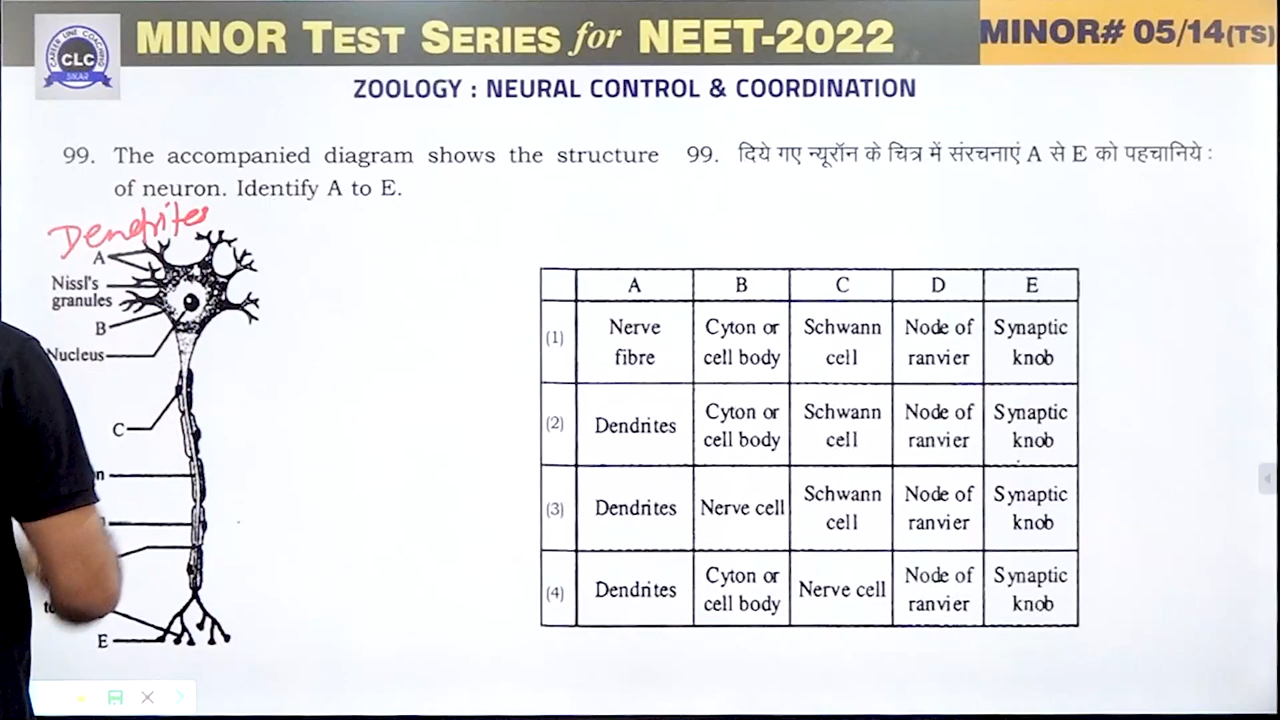 CAREER LINE COACHING
CLC
SIKAR
MINOR TEST SERIES for NEET-2022
MINOR# 05/14(TS)
ZOOLOGY : NEURAL CONTROL & COORDINATION
99. The accompanied diagram shows the structure
of neuron. Identify A to E.
99. दिये गए न्यूरॉन के चित्र में संरचनाएं A से E को पहचानिये :
Dendrites
A
Nissl's
granules
B
Nucleus
C
E
A B C D E
(1) Nerve fibre Cyton or cell body Schwann cell Node of ranvier Synaptic knob
(2) Dendrites Cyton or cell body Schwann cell Node of ranvier Synaptic knob
(3) Dendrites Nerve cell Schwann cell Node of ranvier Synaptic knob
(4) Dendrites Cyton or cell body Nerve cell Node of ranvier Synaptic knob